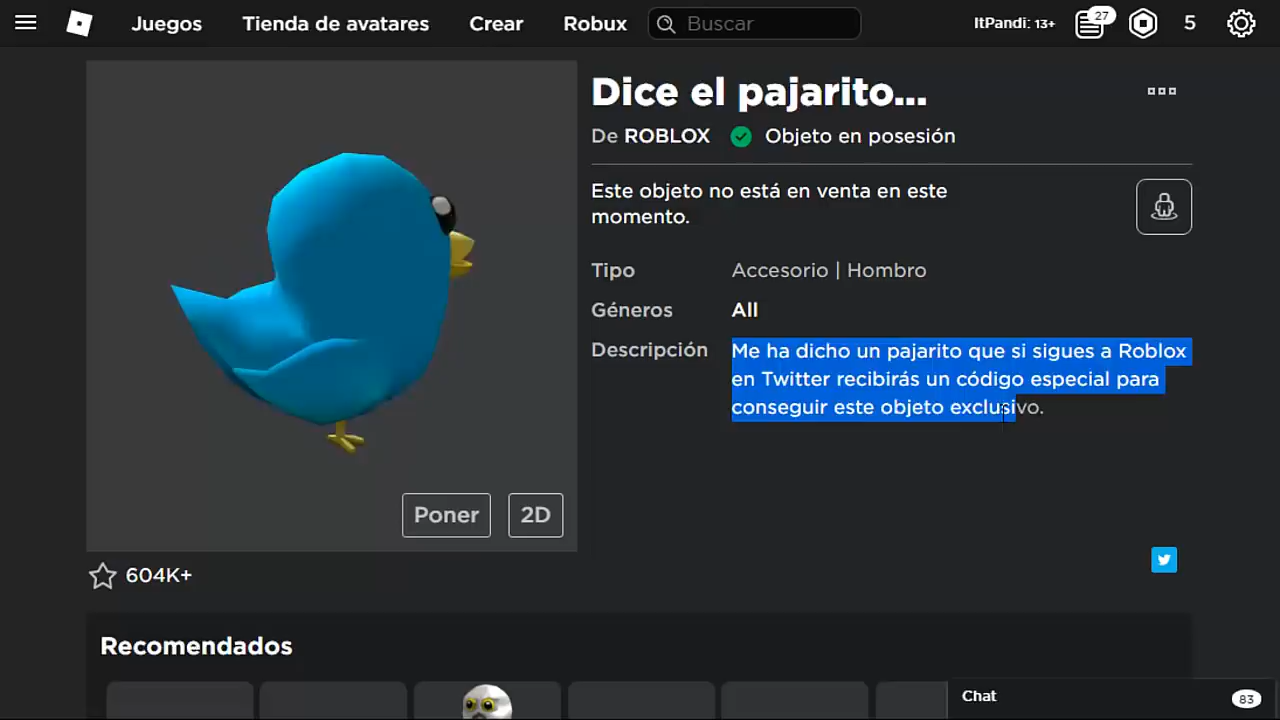 Juegos Tienda de avatares Crear Robux Buscar ItPandi: 13+ 27 5
Dice el pajarito...
De ROBLOX Objeto en posesión
Este objeto no está en venta en este
momento.
Tipo Accesorio | Hombro
Géneros All
Descripción Me ha dicho un pajarito que si sigues a Roblox
en Twitter recibirás un código especial para
conseguir este objeto exclusivo.
Poner 2D
604K+
Recomendados
Chat 83